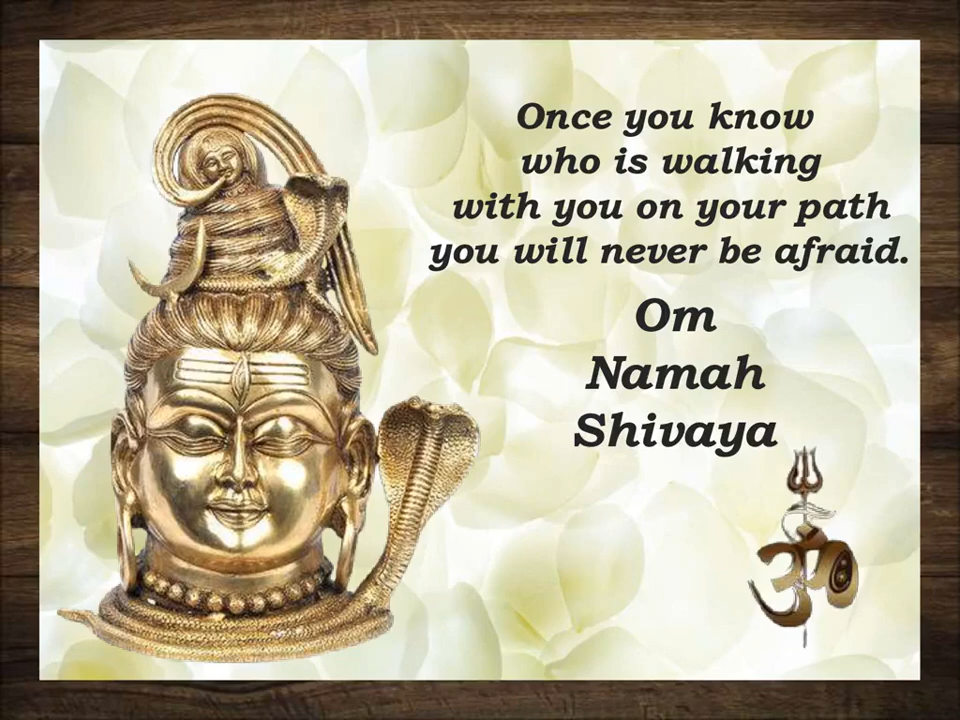 Once you know
who is walking
with you on your path
you will never be afraid.
Om
Namah
Shivaya
ॐ